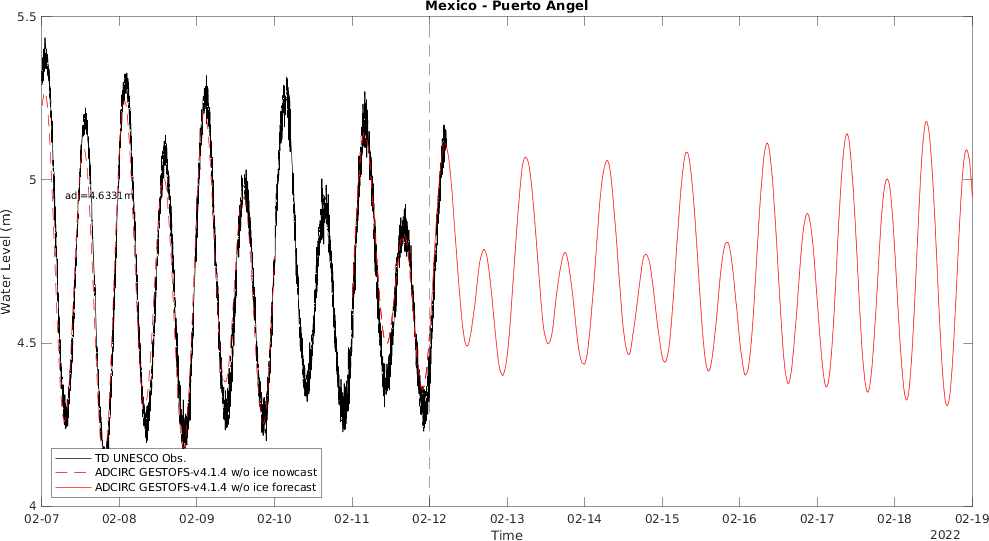 Mexico - Puerto Angel
5.5
5
4.5
4
Water Level (m)
adj=4.6331m
TD UNESCO Obs.
ADCIRC GESTOFS-v4.1.4 w/o ice nowcast
ADCIRC GESTOFS-v4.1.4 w/o ice forecast
02-07 02-08 02-09 02-10 02-11 02-12 02-13 02-14 02-15 02-16 02-17 02-18 02-19
Time
2022